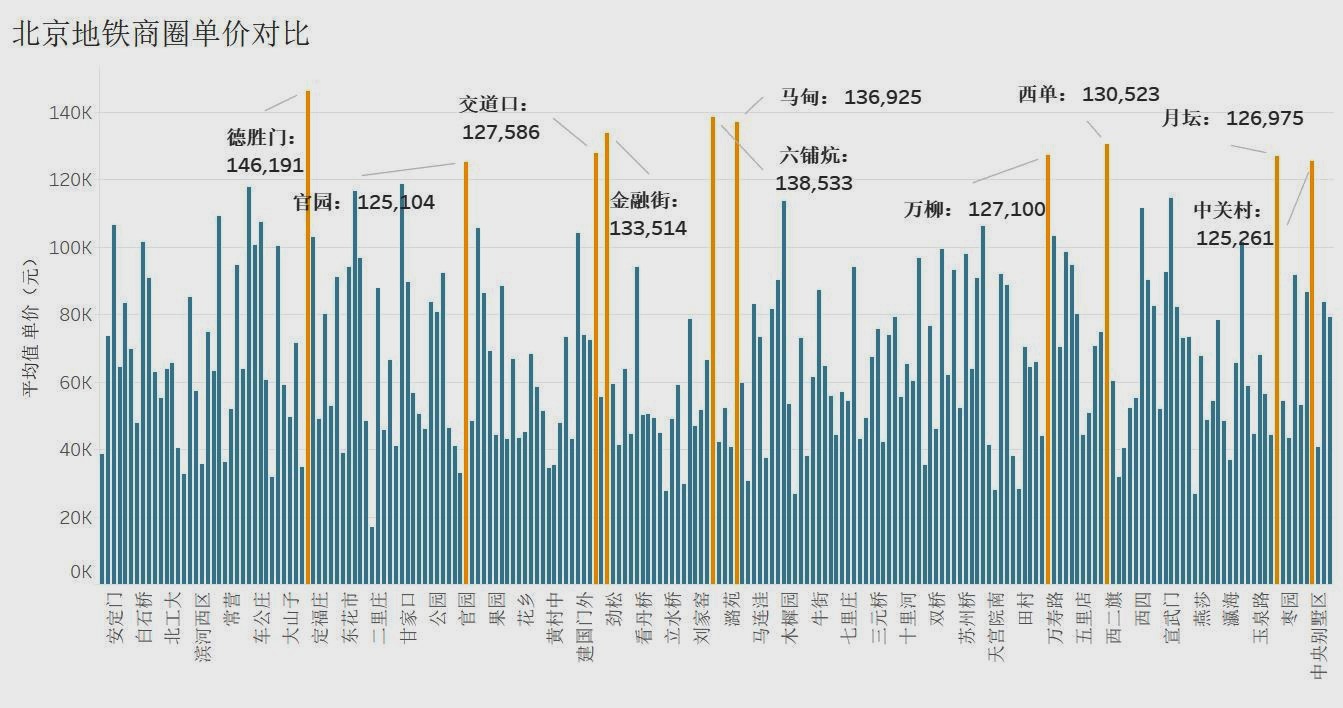 北京地铁商圈单价对比
平均值 单价（元）
140K
120K
100K
80K
60K
40K
20K
0K
德胜门：
146,191
官园： 125,104
交道口：
127,586
金融街：
133,514
马甸： 136,925
六铺炕：
138,533
西单： 130,523
万柳： 127,100
月坛： 126,975
中关村：
125,261
安定门
白石桥
北工大
滨河西区
常营
车公庄
大山子
定福庄
东花市
二里庄
甘家口
公园
官园
果园
花乡
黄村中
建国门外
劲松
看丹桥
立水桥
刘家窑
潞苑
马连洼
木樨园
牛街
七里庄
三元桥
十里河
双桥
苏州桥
天宫院南
田村
万寿路
五里店
西二旗
西四
宣武门
燕莎
瀛海
玉泉路
枣园
中央别墅区